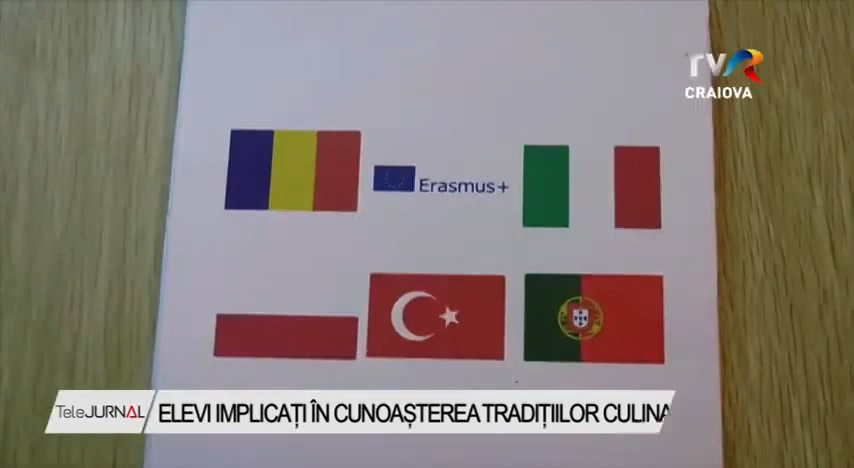 TVR
CRAIOVA
Erasmus+
TeleJURNAL
ELEVI IMPLICAȚI ÎN CUNOAȘTEREA TRADIȚIILOR CULINA